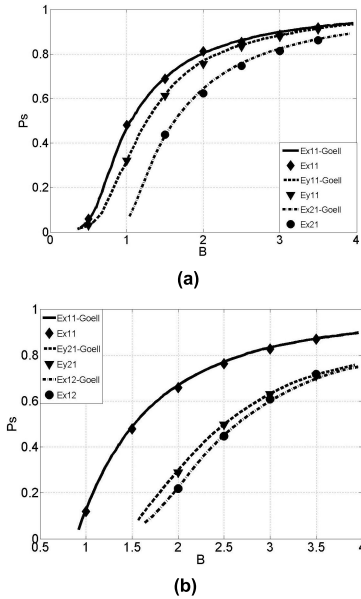 1
0.8
0.6
0.4
0.2
0
Ps
Ex11-Goell
Ex11
Ey11-Goell
Ey11
Ex21-Goell
Ex21
0 1 2 3 4
B
(a)
1
0.8
0.6
0.4
0.2
0
Ps
Ex11-Goell
Ex11
Ey21-Goell
Ey21
Ex12-Goell
Ex12
0.5 1 1.5 2 2.5 3 3.5 4
B
(b)